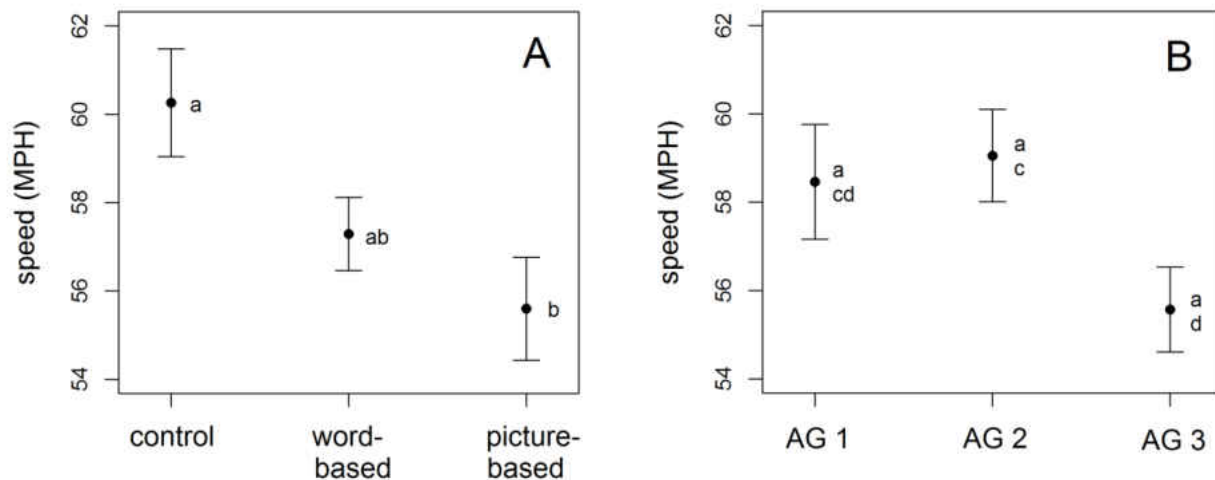 A
speed (MPH)
62
60
58
56
54
a
ab
b
control
word-
based
picture-
based
B
speed (MPH)
62
60
58
56
54
a
cd
a
c
a
d
AG 1
AG 2
AG 3